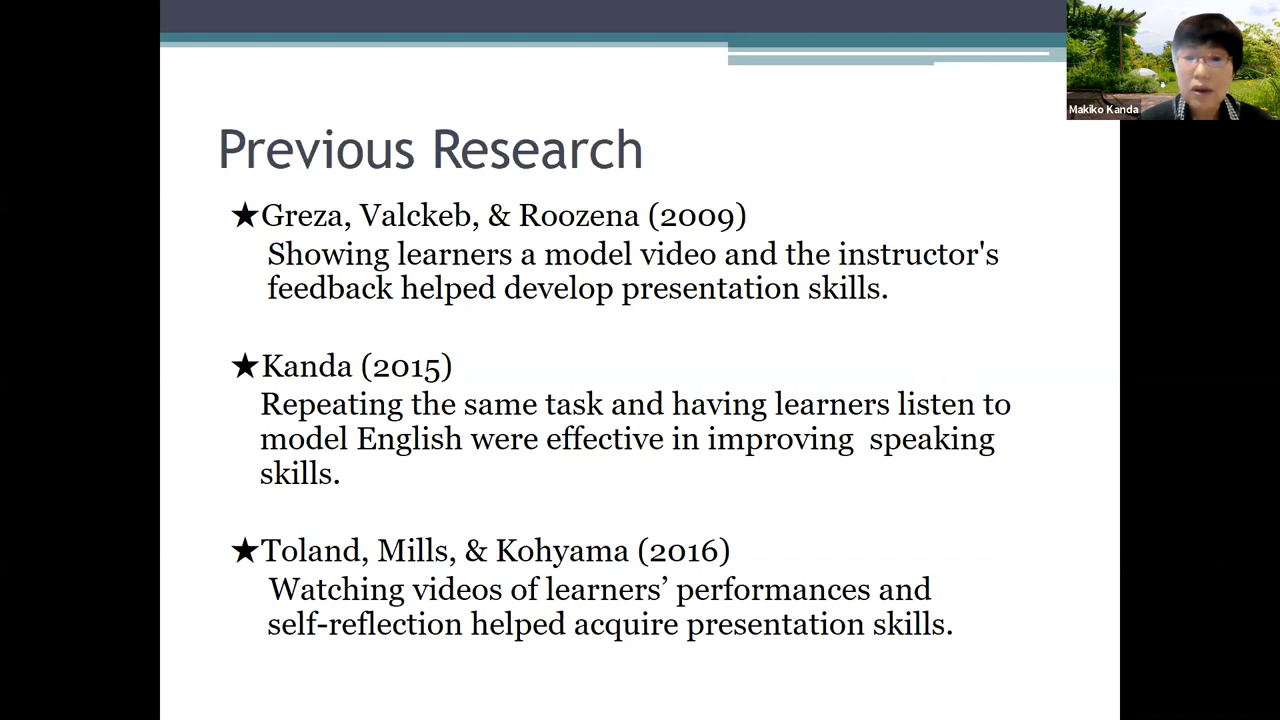 Makiko Kanda
Previous Research
★Greza, Valckeb, & Roozena (2009)
Showing learners a model video and the instructor's
feedback helped develop presentation skills.
★Kanda (2015)
Repeating the same task and having learners listen to
model English were effective in improving  speaking
skills.
★Toland, Mills, & Kohyama (2016)
Watching videos of learners’ performances and
self-reflection helped acquire presentation skills.